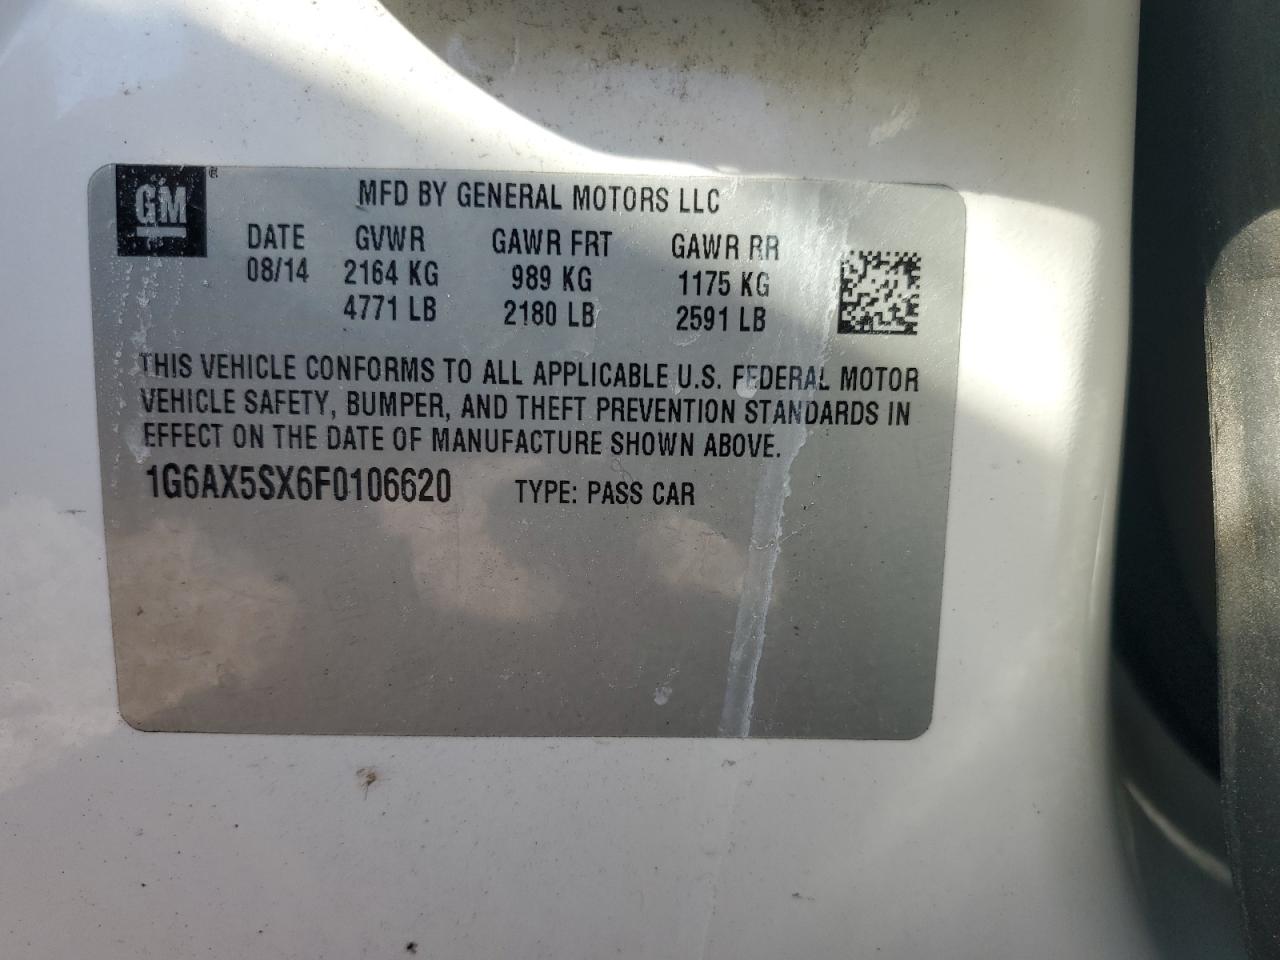 GM ®
MFD BY GENERAL MOTORS LLC
DATE GVWR GAWR FRT GAWR RR
08/14 2164 KG 989 KG 1175 KG
4771 LB 2180 LB 2591 LB
THIS VEHICLE CONFORMS TO ALL APPLICABLE U.S. FEDERAL MOTOR
VEHICLE SAFETY, BUMPER, AND THEFT PREVENTION STANDARDS IN
EFFECT ON THE DATE OF MANUFACTURE SHOWN ABOVE.
1G6AX5SX6F0106620 TYPE: PASS CAR